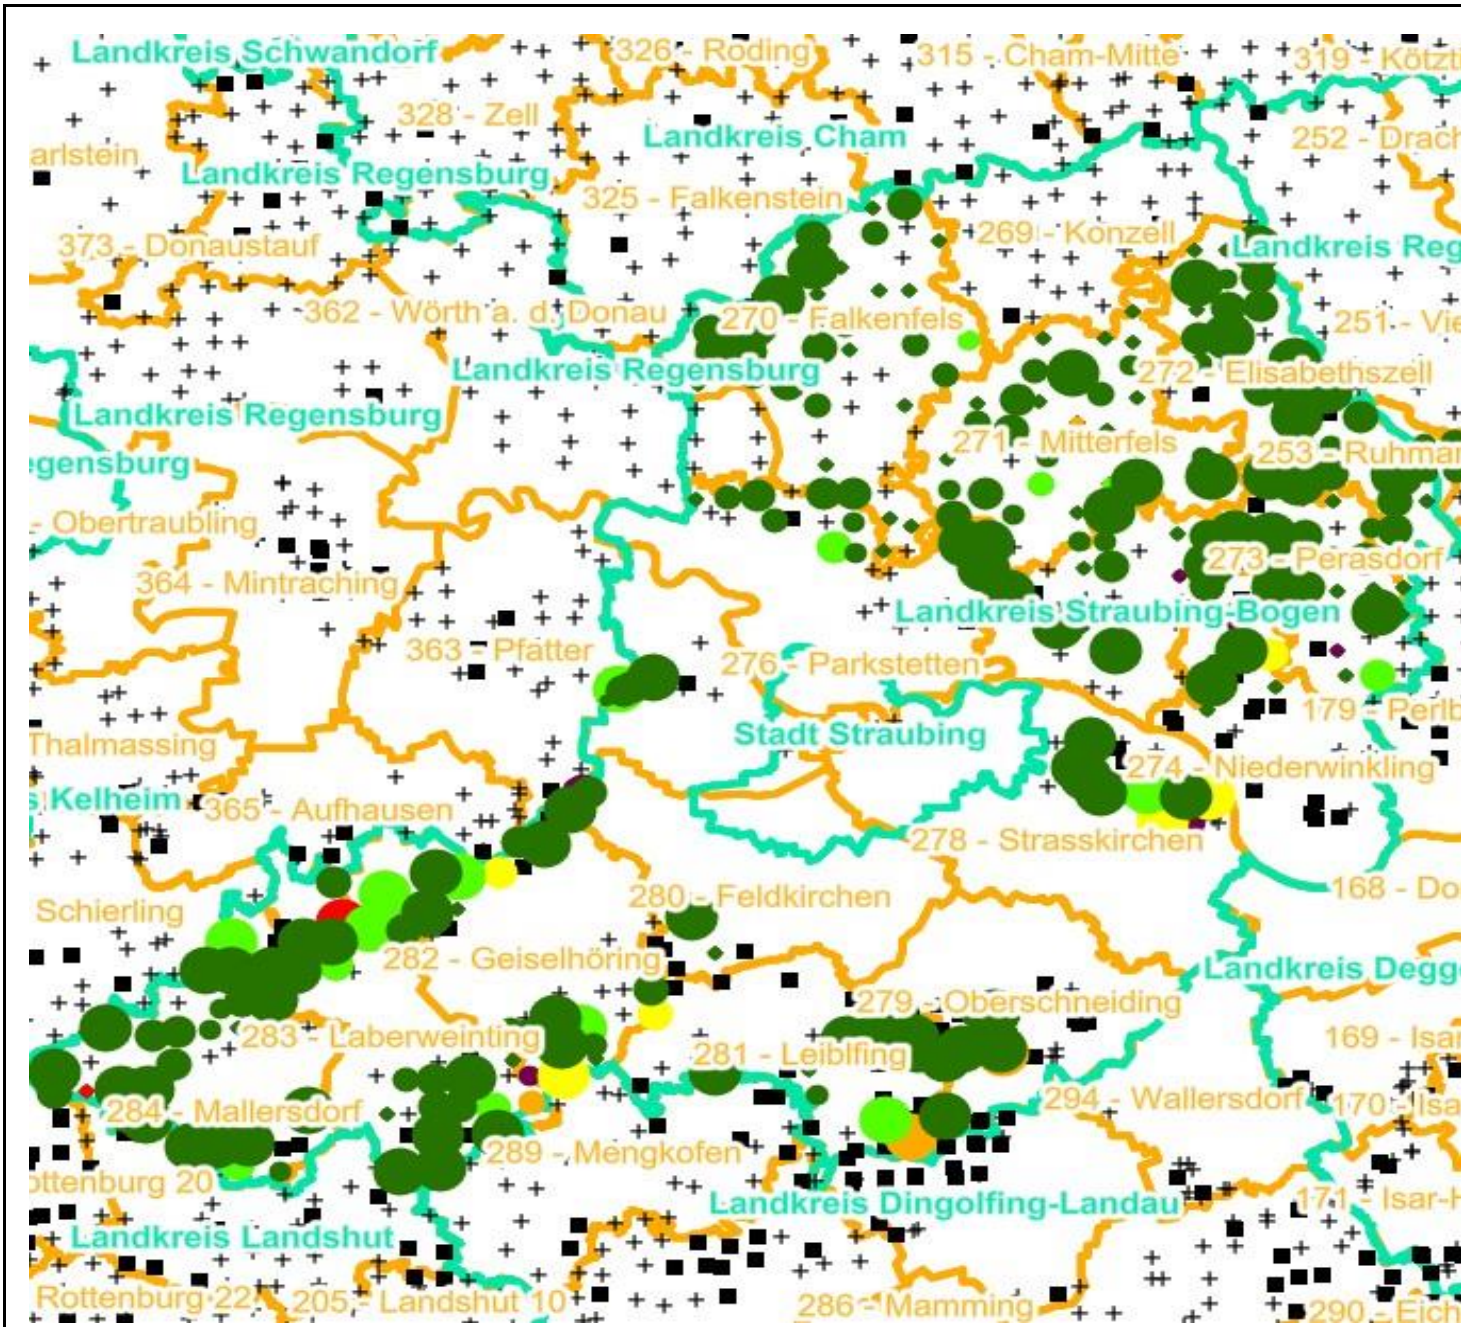 Landkreis Schwandorf
326 - Roding
315 - Cham-Mitte
319 - Kötzti
328 - Zell
Landkreis Cham
252 - Drach
arlstein
Landkreis Regensburg
325 - Falkenstein
269 - Konzell
373 - Donaustauf
Landkreis Reg
362 - Wörth a. d. Donau
270 - Falkenfels
251 - Vie
Landkreis Regensburg
272 - Elisabethszell
Landkreis Regensburg
271 - Mitterfels
253 - Ruhmar
egensburg
- Obertraubling
273 - Perasdorf
364 - Mintraching
Landkreis Straubing-Bogen
363 - Pfatter
276 - Parkstetten
179 - Perlb
Thalmassing
Stadt Straubing
274 - Niederwinkling
s Kelheim
365 - Aufhausen
278 - Strasskirchen
280 - Feldkirchen
168 - Do
Schierling
282 - Geiselhöring
Landkreis Degge
279 - Oberschneiding
283 - Laberweinting
281 - Leiblfing
169 - Isar
284 - Mallersdorf
294 - Wallersdorf
170 - Isa
289 - Mengkofen
ottenburg 20
Landkreis Dingolfing-Landau
171 - Isar-H
Landkreis Landshut
Rottenburg 22
205 - Landshut 10
286 - Mamming
290 - Eich